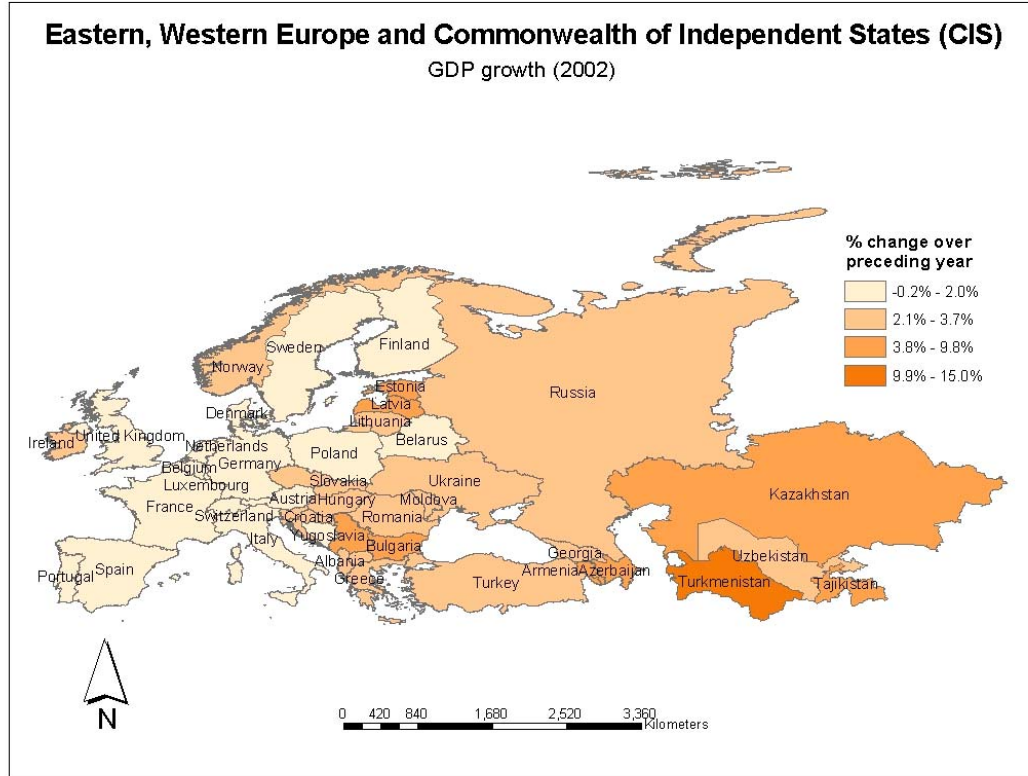 Eastern, Western Europe and Commonwealth of Independent States (CIS)
GDP growth (2002)
% change over
preceding year
-0.2% - 2.0%
2.1% - 3.7%
3.8% - 9.8%
9.9% - 15.0%
Sweden
Finland
Norway
Russia
Estonia
Latvia
Lithuania
Denmark
Ireland
United Kingdom
Netherlands
Belarus
Poland
Belgium
Germany
Luxembourg
Slovakia
Ukraine
Kazakhstan
Austria
Hungary
Moldova
France
Switzerland
Croatia
Romania
Italy
Yugoslavia
Bulgaria
Georgia
Uzbekistan
Albania
Portugal
Spain
Greece
Turkey
Armenia
Azerbaijan
Turkmenistan
Tajikistan
N
0 420 840 1,680 2,520 3,360
Kilometers